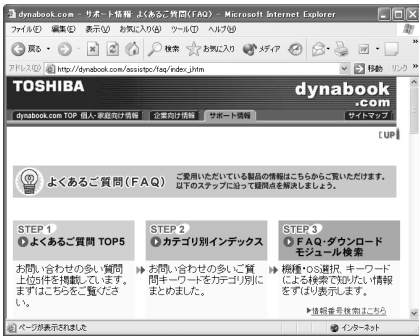 dynabook.com - サポート情報 よくあるご質問(FAQ) - Microsoft Internet Explorer
ファイル(F) 編集(E) 表示(V) お気に入り(A) ツール(T) ヘルプ(H)
戻る 検索 お気に入り メディア
アドレス(D) http://dynabook.com/assistpc/faq/index_j.htm 移動 リンク
TOSHIBA
dynabook
.com
dynabook.com TOP 個人・家庭向け情報 企業向け情報 サポート情報 サイトマップ
[UP]
よくあるご質問(FAQ)
ご愛用いただいている製品の情報はこちらからご覧いただけます。
以下のステップに沿って疑問点を解決しましょう。
STEP 1
よくあるご質問 TOP5
お問い合わせの多い質問
上位5件を掲載しています。
まずはこちらをご覧くださ
い。
STEP 2
カテゴリ別インデックス
お問い合わせの多いご質
問キーワードをカテゴリ別に
まとめました。
STEP 3
FAQ・ダウンロード
モジュール検索
機種・OS選択、キーワード
による検索で知りたい情報
をずばり表示します。
情報番号検索はこちら
ページが表示されました インターネット